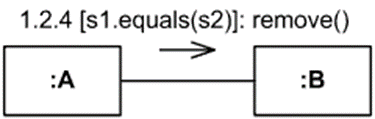 1.2.4 [s1.equals(s2)]: remove()
:A
:B